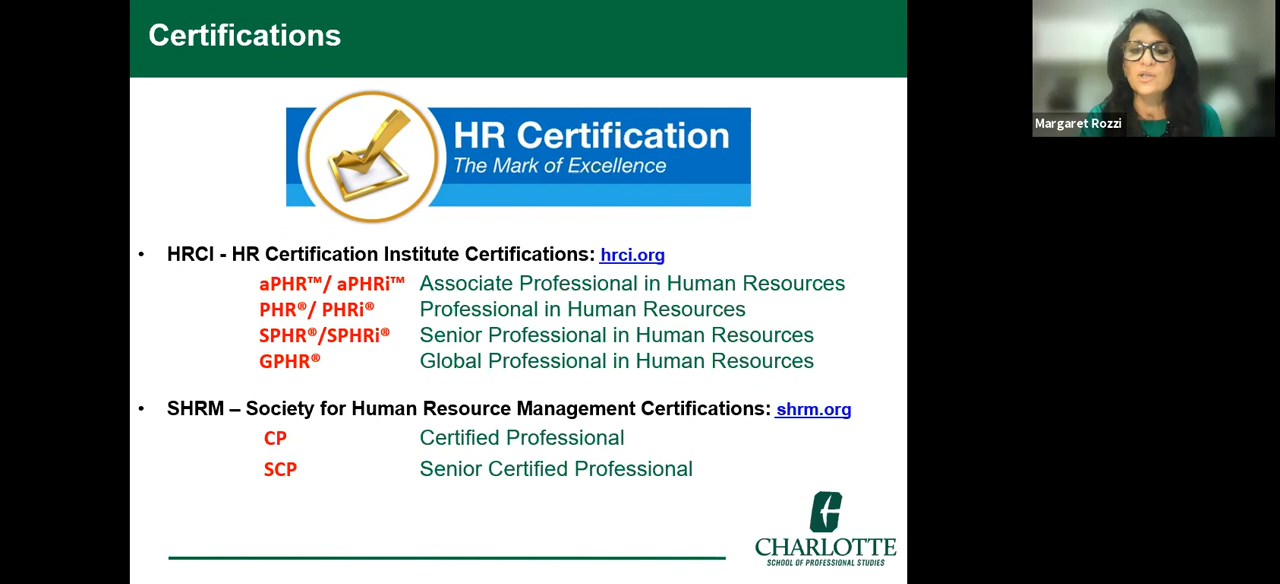 Certifications
HR Certification
The Mark of Excellence
Margaret Rozzi
• HRCI - HR Certification Institute Certifications: hrci.org
aPHR™/ aPHRi™ Associate Professional in Human Resources
PHR®/ PHRi® Professional in Human Resources
SPHR®/SPHRi® Senior Professional in Human Resources
GPHR® Global Professional in Human Resources
• SHRM – Society for Human Resource Management Certifications: shrm.org
CP Certified Professional
SCP Senior Certified Professional
CHARLOTTE
SCHOOL OF PROFESSIONAL STUDIES